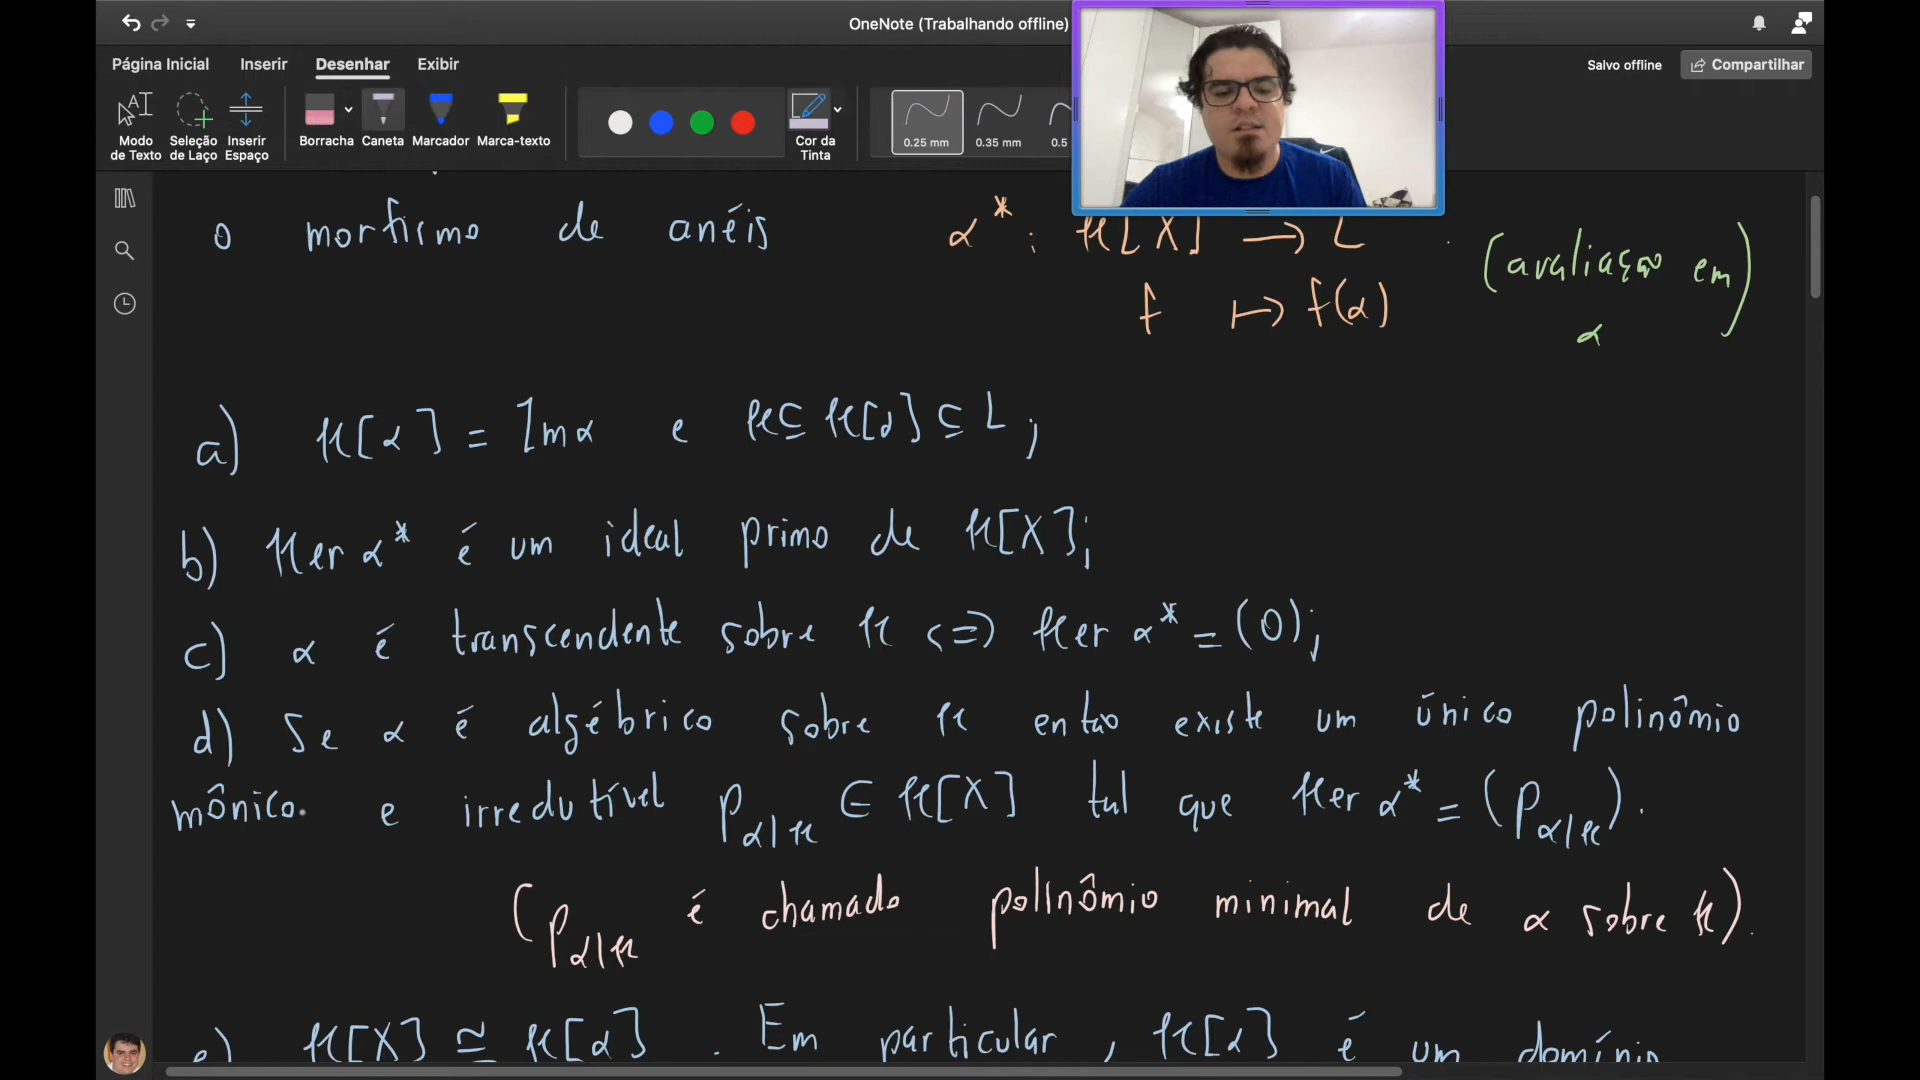 OneNote (Trabalhando offline)
Página Inicial Inserir Desenhar Exibir
Salvo offline Compartilhar
Modo de Texto Seleção de Laço Inserir Espaço Borracha Caneta Marcador Marca-texto Cor da Tinta 0.25 mm 0.35 mm 0.5
o morfismo de anéis α* : K[X] → L (avaliação em
f ↦ f(α) α)
a) K[α] = Imα e K ⊆ K[α] ⊆ L ;
b) Ker α* é um ideal primo de K[X];
c) α é transcendente sobre K <=> Ker α* = (0);
d) Se α é algébrico sobre K então existe um único polinômio
mônico e irredutível P_{α|K} ∈ K[X] tal que Ker α* = (P_{α|K}).
(P_{α|K} é chamado polinômio minimal de α sobre K).
e) K[X] ≅ K[α] . Em particular , K[α] é um domínio